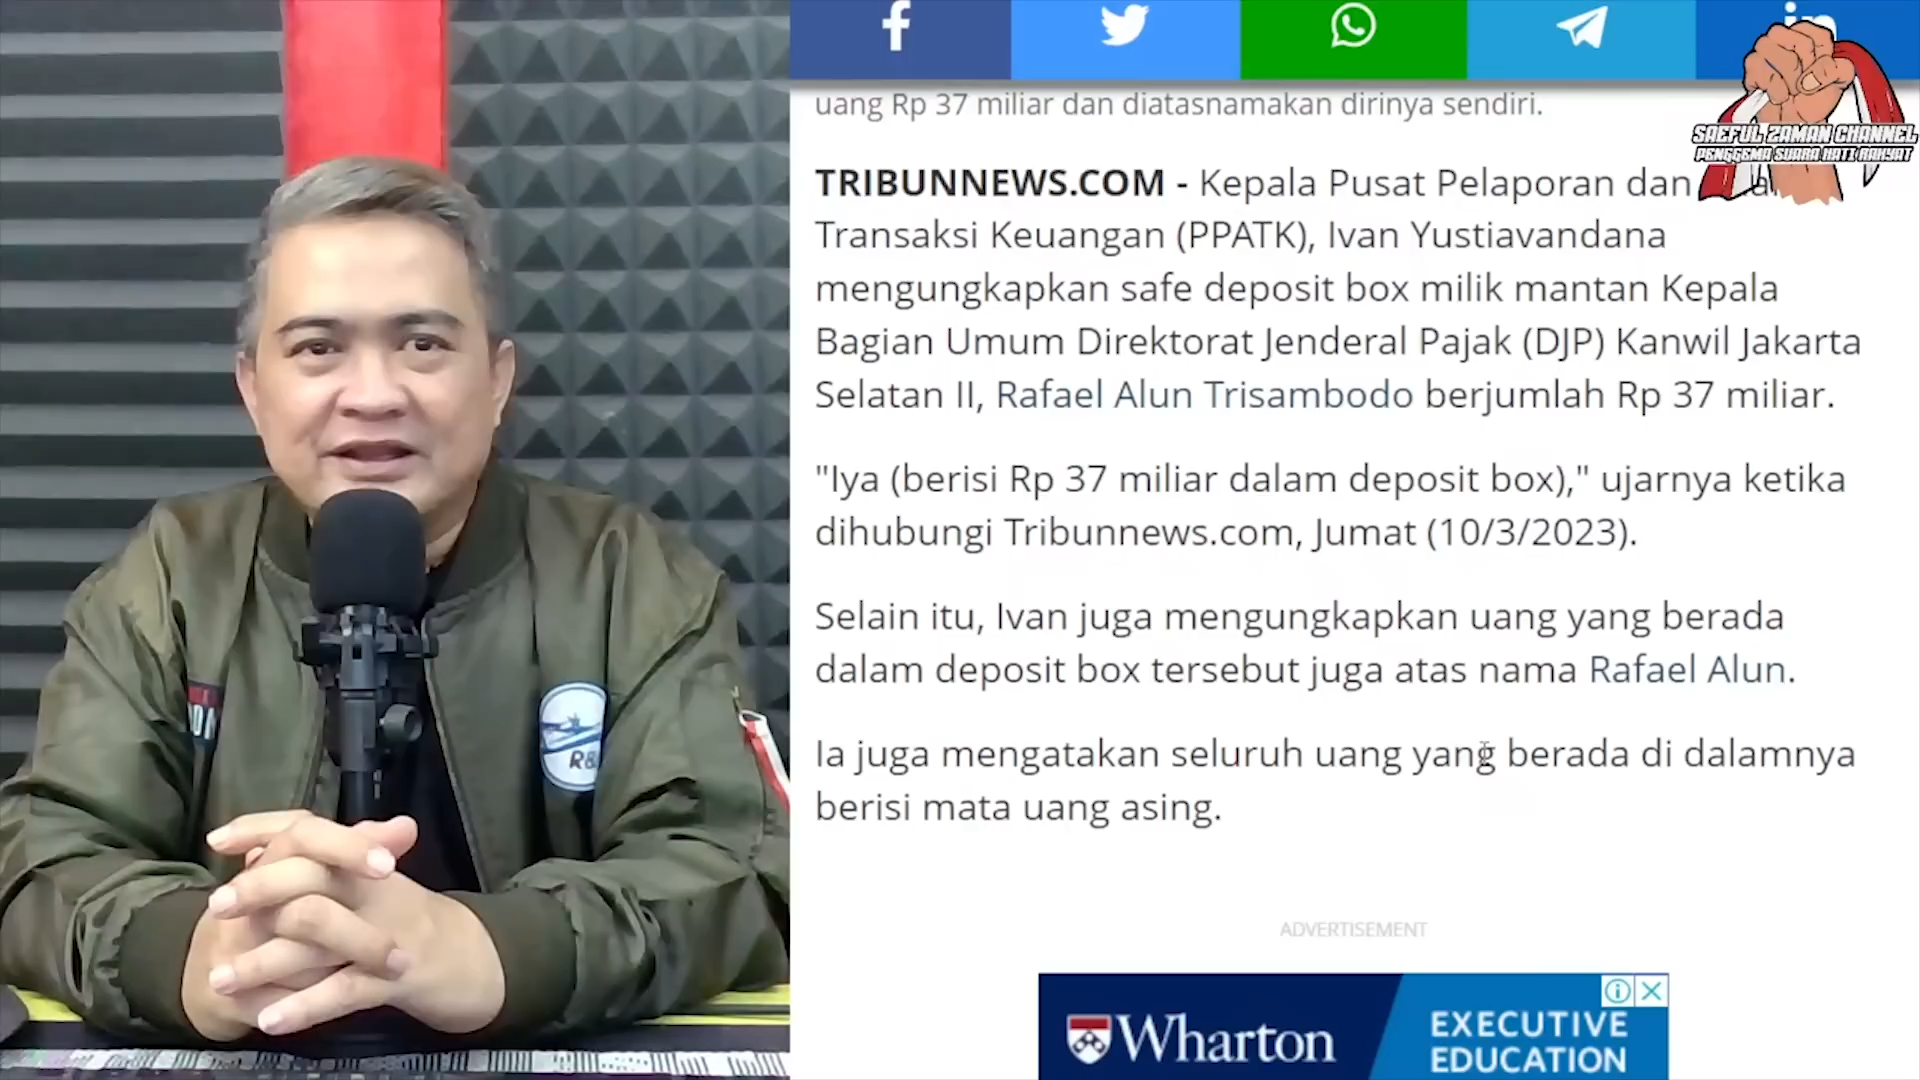 uang Rp 37 miliar dan diatasnamakan dirinya sendiri.
SAEFUL ZAMAN CHANNEL
PENGGEMA SUARA HATI RAKYAT
TRIBUNNEWS.COM - Kepala Pusat Pelaporan dan
Transaksi Keuangan (PPATK), Ivan Yustiavandana
mengungkapkan safe deposit box milik mantan Kepala
Bagian Umum Direktorat Jenderal Pajak (DJP) Kanwil Jakarta
Selatan II, Rafael Alun Trisambodo berjumlah Rp 37 miliar.
"Iya (berisi Rp 37 miliar dalam deposit box)," ujarnya ketika
dihubungi Tribunnews.com, Jumat (10/3/2023).
Selain itu, Ivan juga mengungkapkan uang yang berada
dalam deposit box tersebut juga atas nama Rafael Alun.
Ia juga mengatakan seluruh uang yang berada di dalamnya
berisi mata uang asing.
ADVERTISEMENT
Wharton
EXECUTIVE
EDUCATION